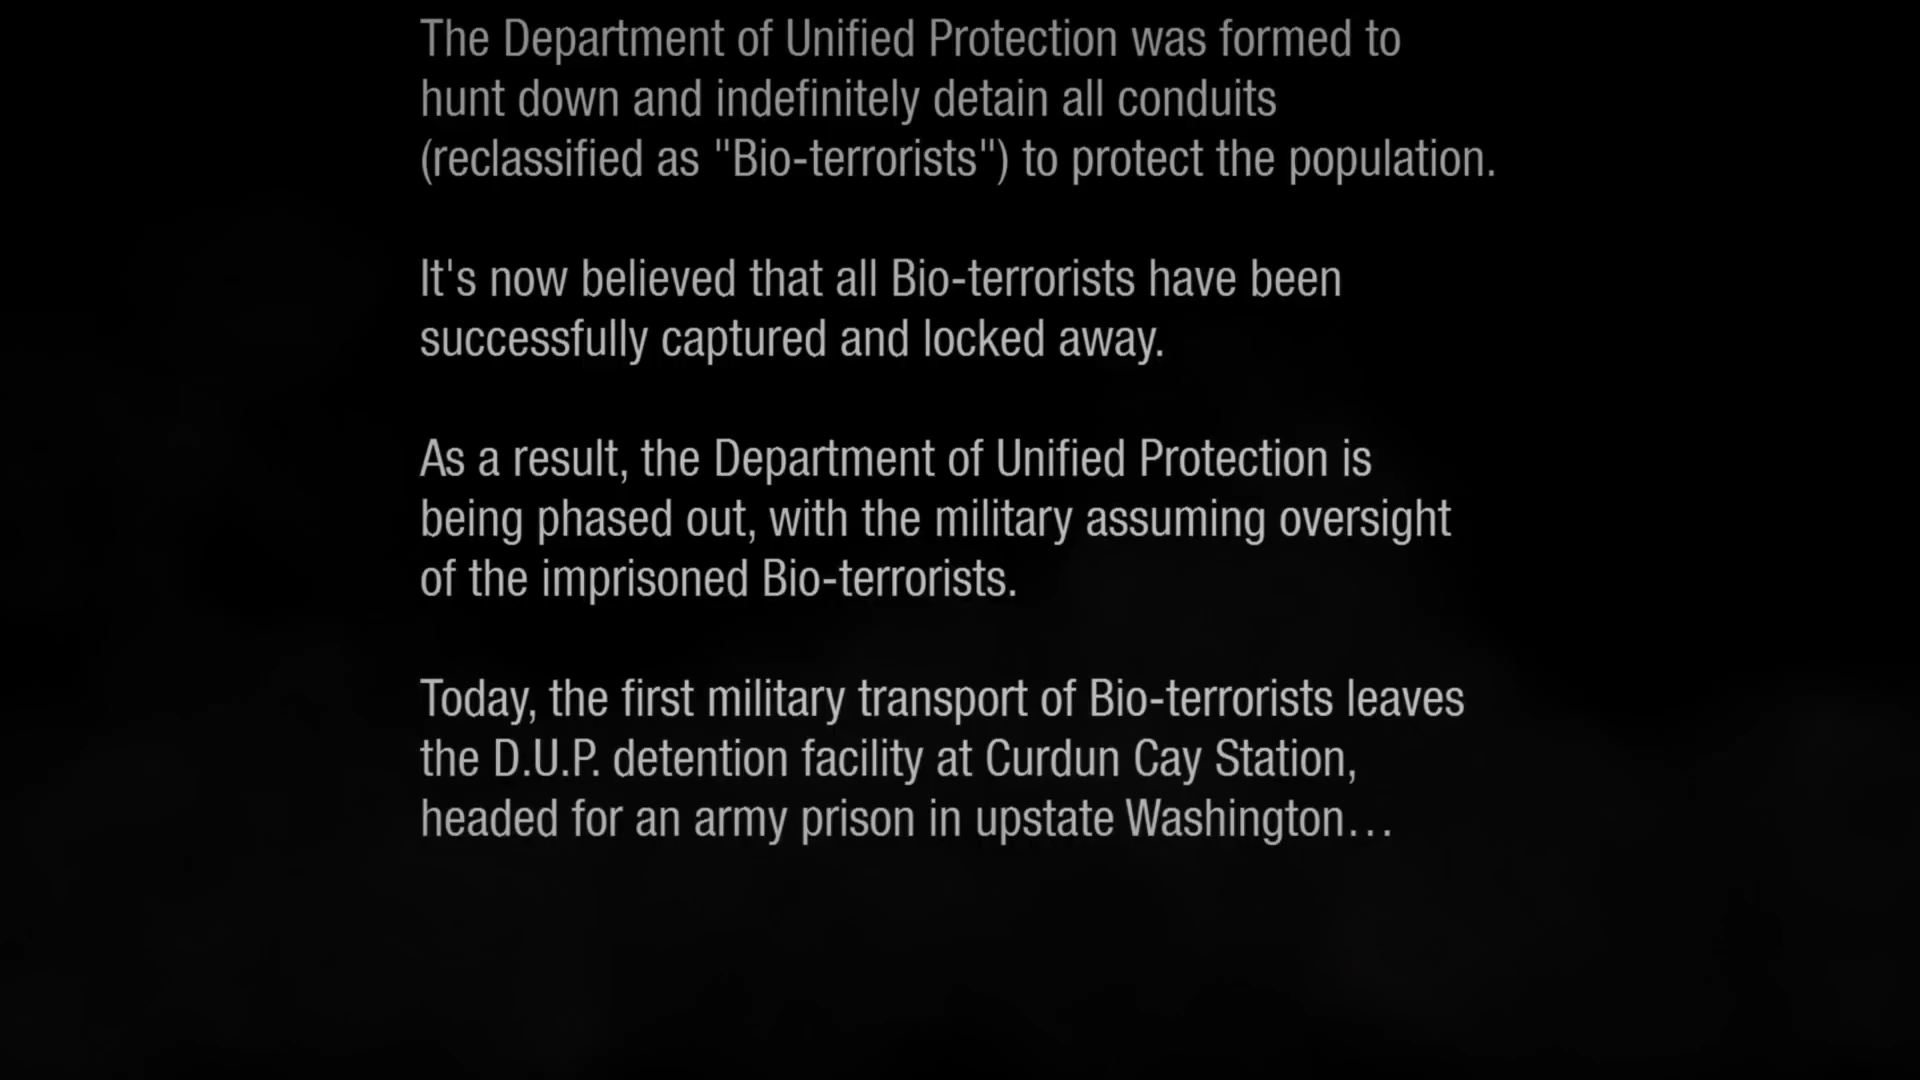 The Department of Unified Protection was formed to
hunt down and indefinitely detain all conduits
(reclassified as "Bio-terrorists") to protect the population.
It's now believed that all Bio-terrorists have been
successfully captured and locked away.
As a result, the Department of Unified Protection is
being phased out, with the military assuming oversight
of the imprisoned Bio-terrorists.
Today, the first military transport of Bio-terrorists leaves
the D.U.P. detention facility at Curdun Cay Station,
headed for an army prison in upstate Washington…